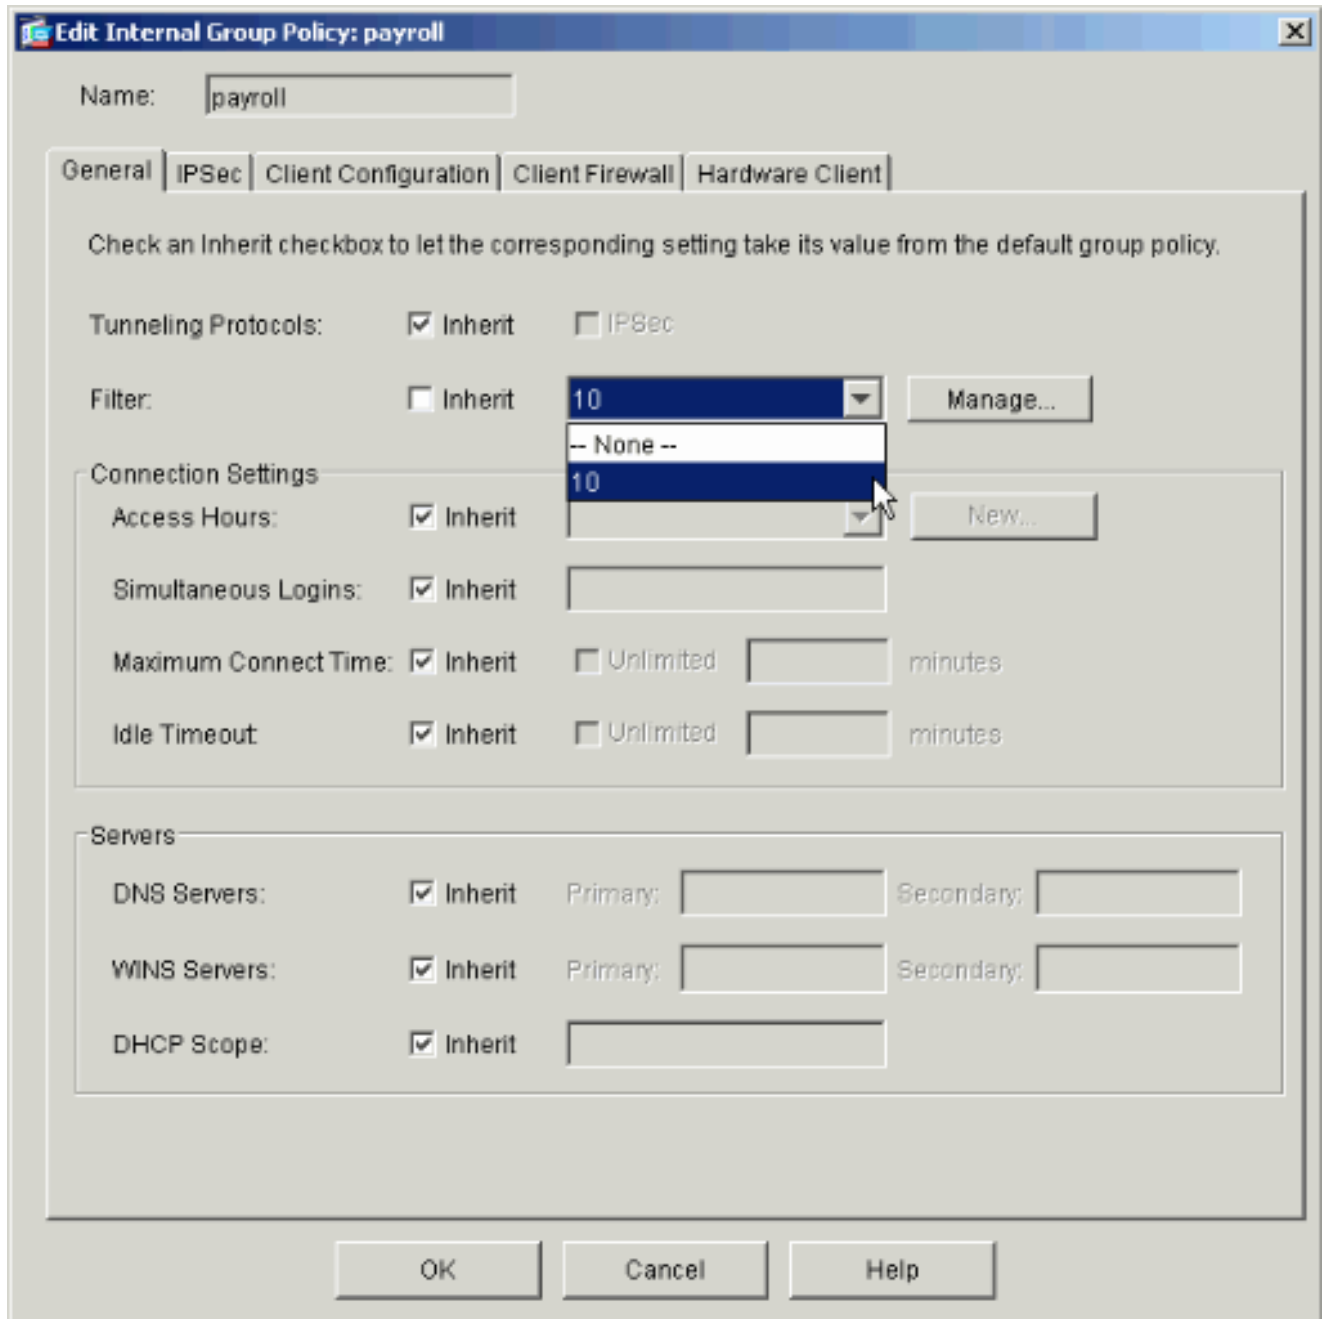 Edit Internal Group Policy: payroll
Name: payroll
General IPSec Client Configuration Client Firewall Hardware Client
Check an Inherit checkbox to let the corresponding setting take its value from the default group policy.
Tunneling Protocols: Inherit IPSec
Filter: Inherit 10 Manage...
-- None --
10
Connection Settings
Access Hours: Inherit New...
Simultaneous Logins: Inherit
Maximum Connect Time: Inherit Unlimited minutes
Idle Timeout: Inherit Unlimited minutes
Servers
DNS Servers: Inherit Primary: Secondary:
WINS Servers: Inherit Primary: Secondary:
DHCP Scope: Inherit
OK Cancel Help